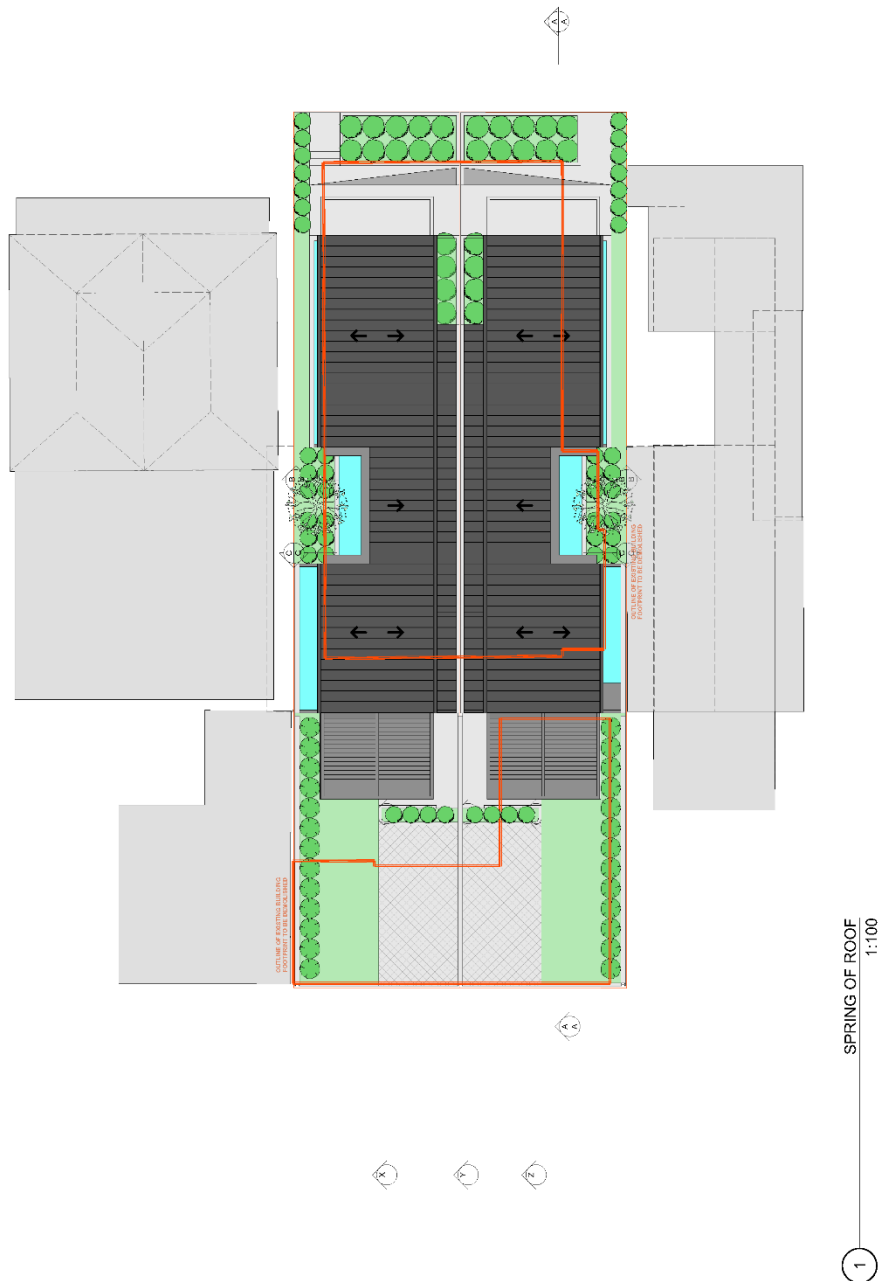 A
A
B
B
B
B
C
C
C
OUTLINE OF EXISTING BUILDING
FOOTPRINT TO BE DEMOLISHED
OUTLINE OF EXISTING BUILDING
FOOTPRINT TO BE DEMOLISHED
A
A
X
Y
Z
1
SPRING OF ROOF
1:100